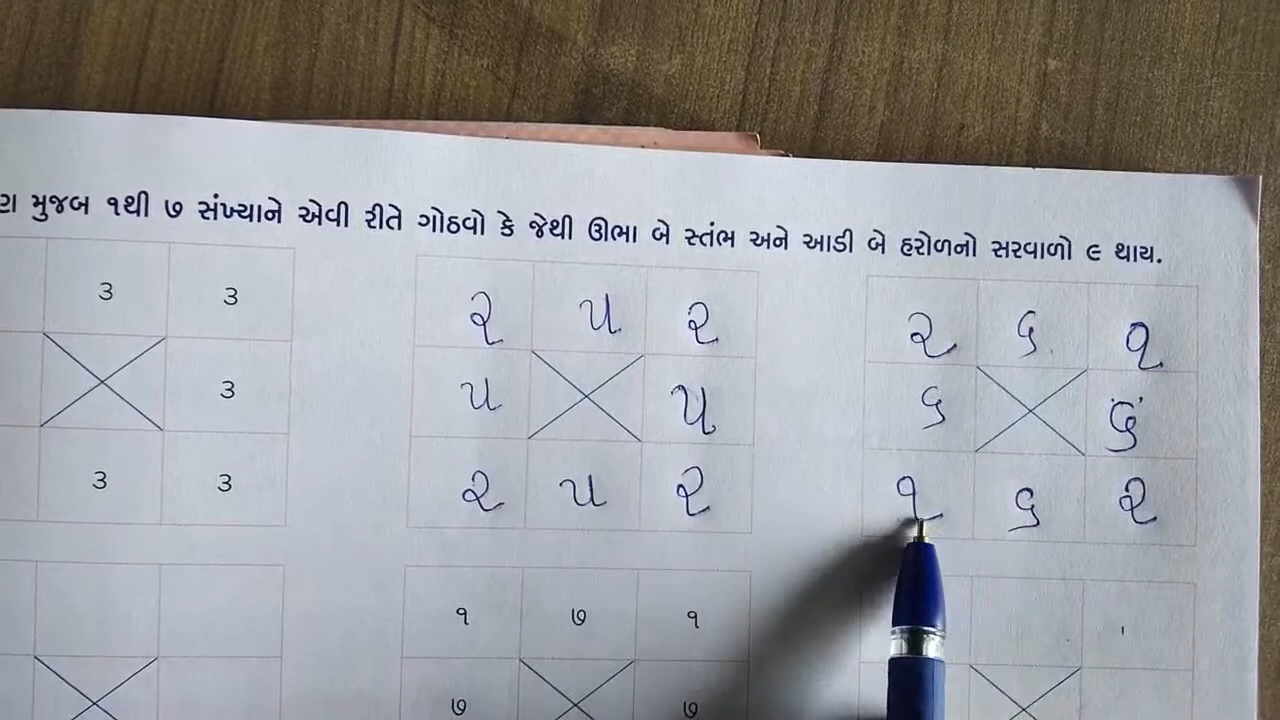 મુજબ ૧થી ૭ સંખ્યાને એવી રીતે ગોઠવો કે જેથી ઊભા બે સ્તંભ અને આડી બે હરોળનો સરવાળો ૯ થાય.
૩ ૩
૩
૩ ૩
૨ ૫ ૨
૫ ૫
૨ ૫ ૨
૨ ૬ ૧
૬ ૬
૧ ૬ ૨
૧ ૭ ૧
૭ ૭